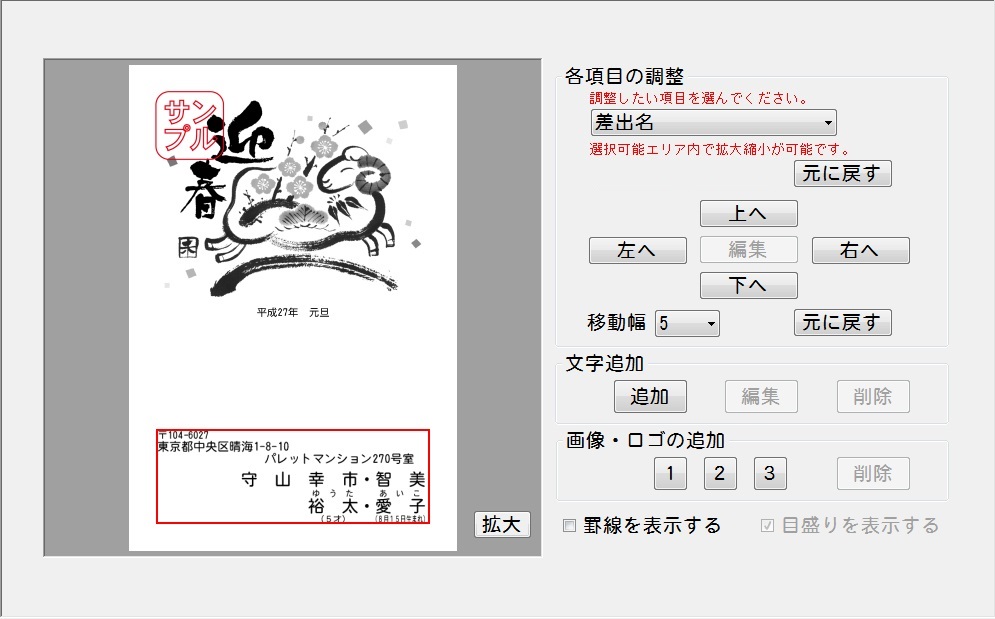 サン
プル
迎
春
平成27年　元旦
〒104-6027
東京都中央区晴海1-8-10
パレットマンション270号室
守　山　幸　市・智　美
ゆ う た　あ い こ
裕　太・愛　子
(5才)　(8月15日生まれ)
拡大
各項目の調整
調整したい項目を選んでください。
差出名
選択可能エリア内で拡大縮小が可能です。
元に戻す
上へ
左へ　編集　右へ
下へ
移動幅　5　元に戻す
文字追加
追加　編集　削除
画像・ロゴの追加
1　2　3　削除
罫線を表示する　目盛りを表示する